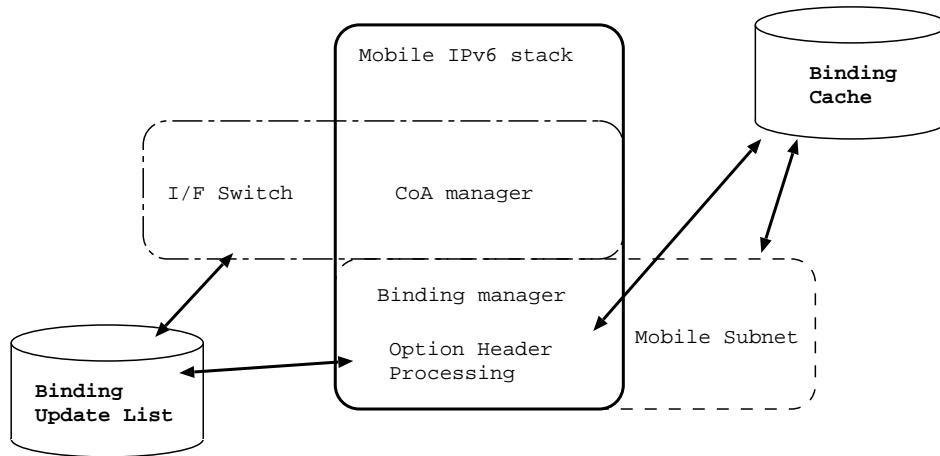 Mobile IPv6 stack
Binding
Cache
I/F Switch
CoA manager
Binding manager
Mobile Subnet
Option Header
Processing
Binding
Update List